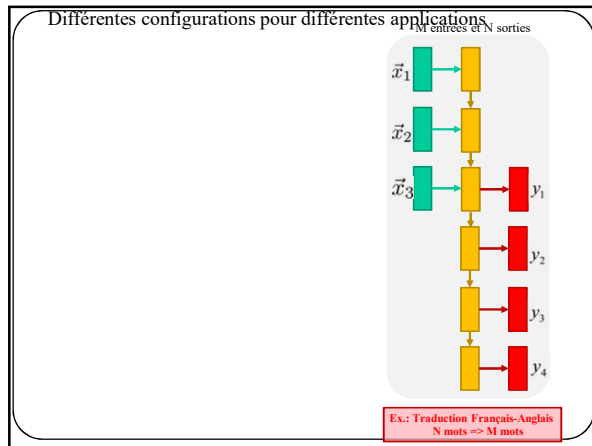 Différentes configurations pour différentes applications
M entrées et N sorties
x⃗1
x⃗2
x⃗3
y1
y2
y3
y4
Ex.: Traduction Français-Anglais
N mots => M mots